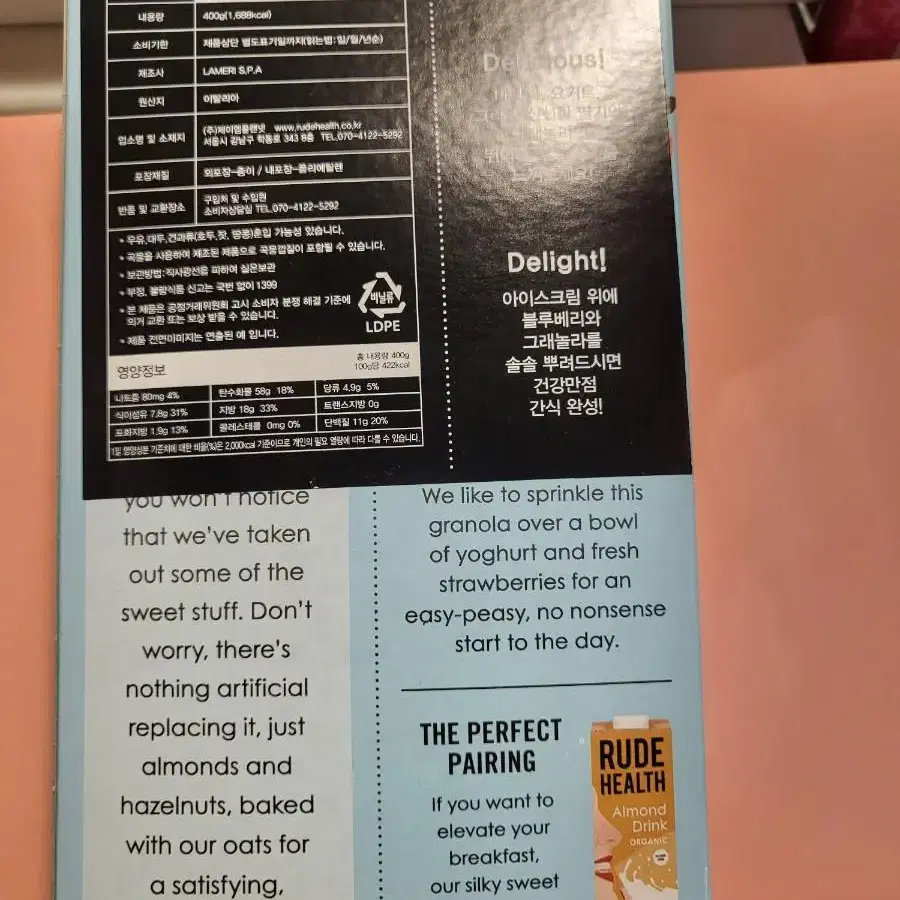 내용량 400g(1,688kcal)
소비기한 제품상단 별도표기일까지(읽는법:일/월/년순)
제조사 LAMERI S.P.A
원산지 이탈리아
업소명 및 소재지 (주)제이엠플랜넷 www.rudehealth.co.kr
서울시 강남구 학동로 343 8층 TEL.070-4122-5292
포장재질 외포장-종이 / 내포장-폴리에틸렌
반품 및 교환장소 구입처 및 수입원
소비자상담실 TEL.070-4122-5292
• 우유,대두,견과류(호두,잣,땅콩)혼입 가능성 있습니다.
• 곡물을 사용하여 제조된 제품으로 곡물껍질이 포함될 수 있습니다.
• 보관방법:직사광선을 피하여 실온보관
• 부정, 불량식품 신고는 국번 없이 1399
• 본 제품은 공정거래위원회 고시 소비자 분쟁 해결 기준에
의거 교환 또는 보상 받을 수 있습니다.
• 제품 전면이미지는 연출된 예 입니다.
비닐류
LDPE
영양정보
총 내용량 400g
100g당 422kcal
나트륨 80mg 4% 탄수화물 58g 18% 당류 4.9g 5%
식이섬유 7.8g 31% 지방 18g 33% 트랜스지방 0g
포화지방 1.9g 13% 콜레스테롤 0mg 0% 단백질 11g 20%
1일 영양성분 기준치에 대한 비율(%)은 2,000kcal 기준이므로 개인의 필요 열량에 따라 다를 수 있습니다.
Delicious!
Delight!
아이스크림 위에
블루베리와
그래놀라를
솔솔 뿌려드시면
건강만점
간식 완성!
you won't notice
that we've taken
out some of the
sweet stuff. Don't
worry, there's
nothing artificial
replacing it, just
almonds and
hazelnuts, baked
with our oats for
a satisfying,
We like to sprinkle this
granola over a bowl
of yoghurt and fresh
strawberries for an
easy-peasy, no nonsense
start to the day.
THE PERFECT
PAIRING
If you want to
elevate your
breakfast,
our silky sweet
RUDE
HEALTH
Almond
Drink
ORGANIC